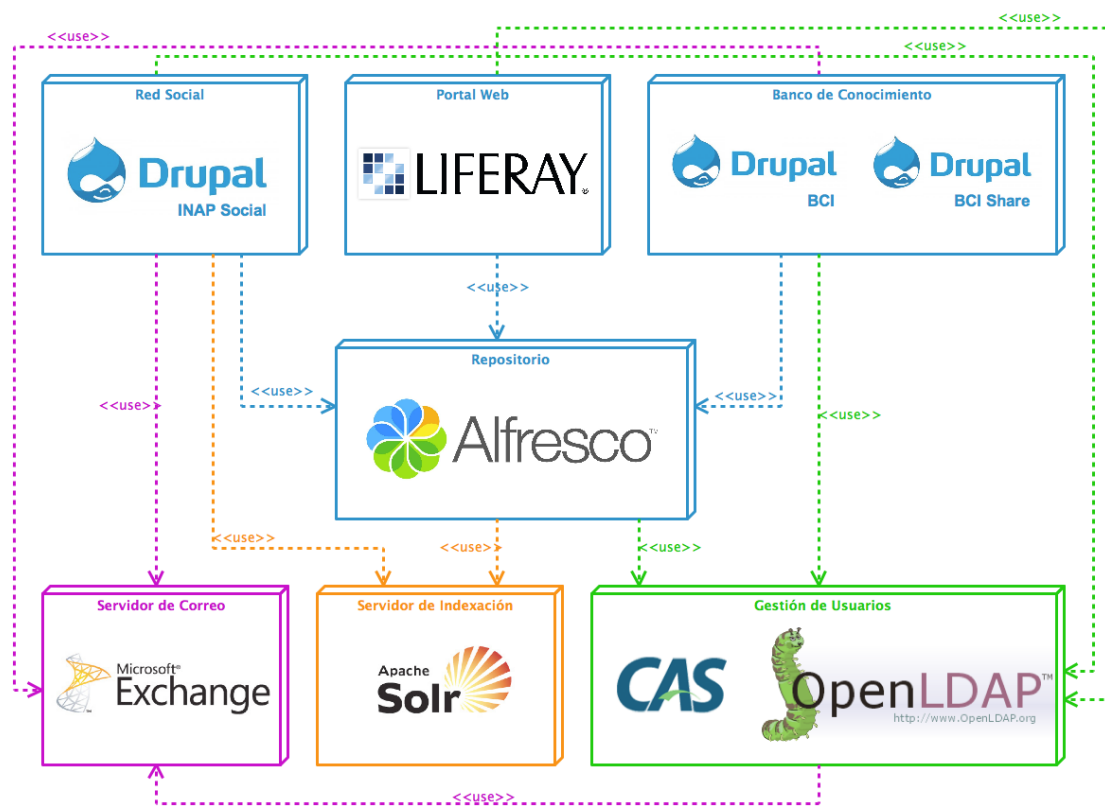 <<use>>
<<use>>
<<use>>
Red Social
Drupal
INAP Social
Portal Web
LIFERAY
Banco de Conocimiento
Drupal
BCI
Drupal
BCI Share
<<use>>
Repositorio
Alfresco™
<<use>>
<<use>>
<<use>>
<<use>>
<<use>>
<<use>>
<<use>>
Servidor de Correo
Microsoft®
Exchange
Servidor de Indexación
Apache
Solr
Gestión de Usuarios
CAS
OpenLDAP™
http://www.OpenLDAP.org
<<use>>